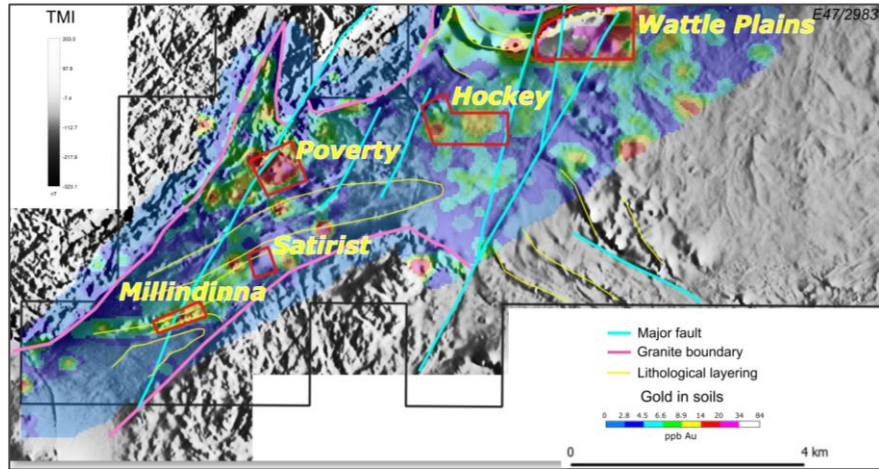 TMI
200.0
97.8
-7.4
-112.7
-217.9
-323.1
nT
Wattle Plains
E47/2983
Hockey
Poverty
Satirist
Millindinna
Major fault
Granite boundary
Lithological layering
Gold in soils
0 2.8 4.5 6.6 8.9 14 20 34 84
ppb Au
0 4 km